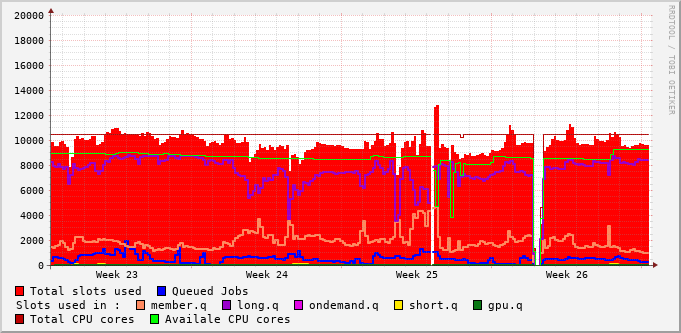 20000
18000
16000
14000
12000
10000
8000
6000
4000
2000
0
Week 23 Week 24 Week 25 Week 26
RRDTOOL / TOBI OETIKER
Total slots used Queued Jobs
Slots used in : member.q long.q ondemand.q short.q gpu.q
Total CPU cores Availale CPU cores